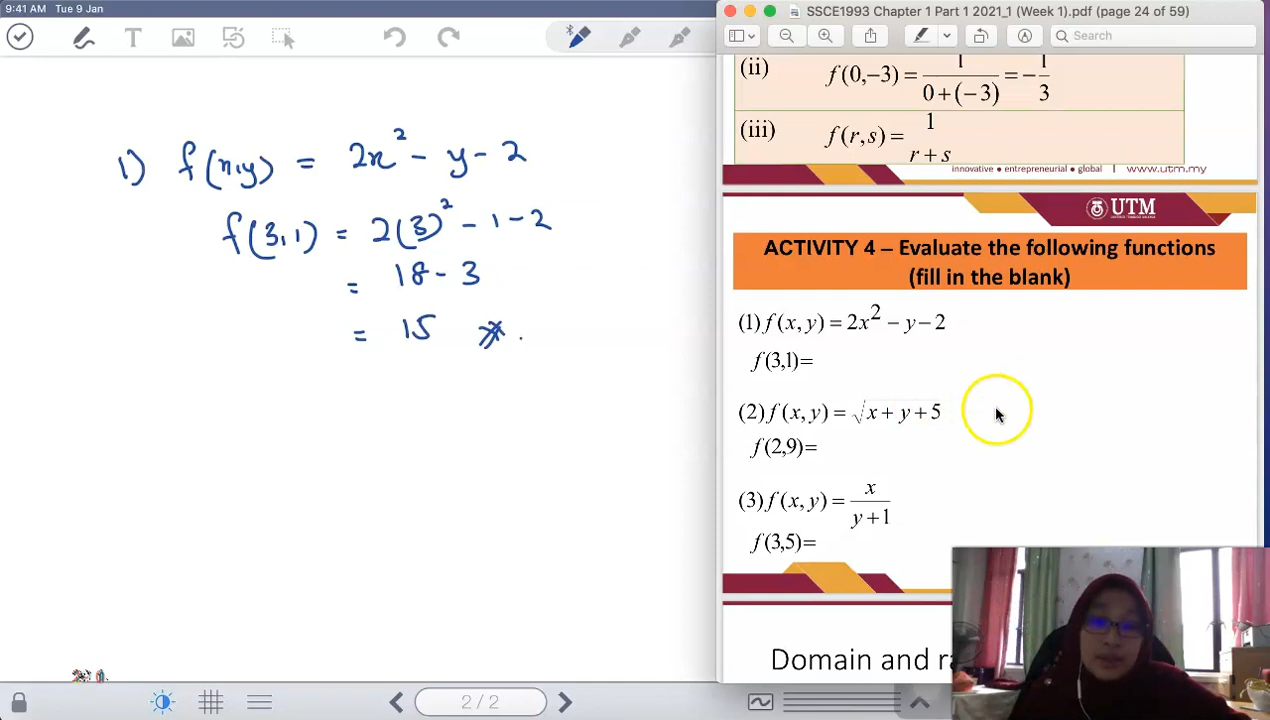 9:41 AM Tue 9 Jan
1) f(x,y) = 2x² - y - 2
f(3,1) = 2(3)² - 1 - 2
= 18 - 3
= 15
2/2
SSCE1993 Chapter 1 Part 1 2021_1 (Week 1).pdf (page 24 of 59)
Search
(ii) f(0,−3) = 1/(0+(−3)) = −1/3
(iii) f(r,s) = 1/(r+s)
innovative ● entrepreneurial ● global www.utm.my
UTM
ACTIVITY 4 – Evaluate the following functions
(fill in the blank)
(1) f(x, y) = 2x² − y − 2
f(3,1)=
(2) f(x, y) = √(x + y + 5)
f(2,9)=
(3) f(x, y) = x/(y+1)
f(3,5)=
Domain and ra